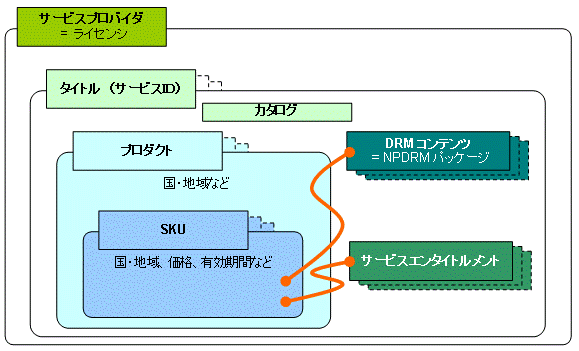 サービスプロバイダ
= ライセンシ
タイトル （サービスID）
カタログ
プロダクト
国・地域など
DRM コンテンツ
= NPDRM パッケージ
SKU
国・地域、価格、有効期間など
サービスエンタイトルメント